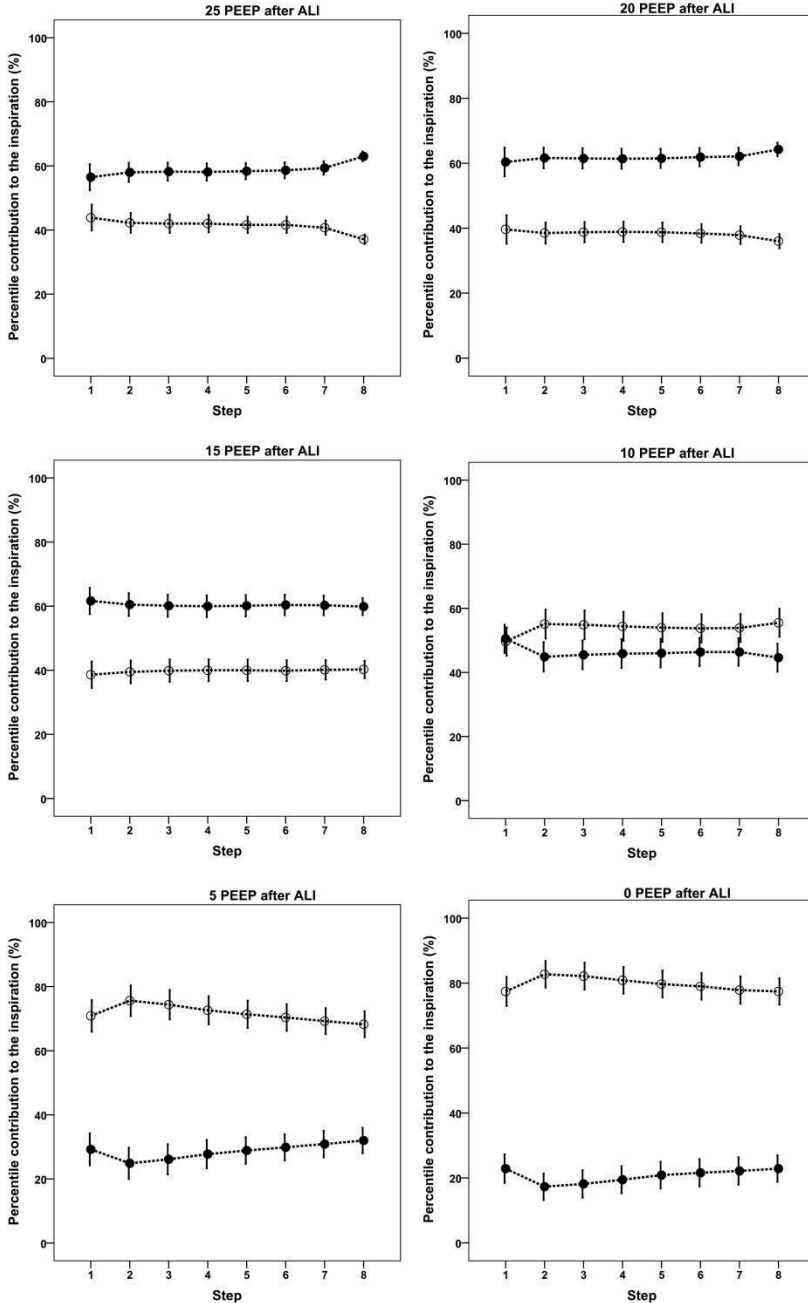 25 PEEP after ALI
Percentile contribution to the inspiration (%)
100
80
60
40
20
0
1 2 3 4 5 6 7 8
Step
20 PEEP after ALI
Percentile contribution to the inspiration (%)
100
80
60
40
20
0
1 2 3 4 5 6 7 8
Step
15 PEEP after ALI
Percentile contribution to the inspiration (%)
100
80
60
40
20
0
1 2 3 4 5 6 7 8
Step
10 PEEP after ALI
Percentile contribution to the inspiration (%)
100
80
60
40
20
0
1 2 3 4 5 6 7 8
Step
5 PEEP after ALI
Percentile contribution to the inspiration (%)
100
80
60
40
20
0
1 2 3 4 5 6 7 8
Step
0 PEEP after ALI
Percentile contribution to the inspiration (%)
100
80
60
40
20
0
1 2 3 4 5 6 7 8
Step